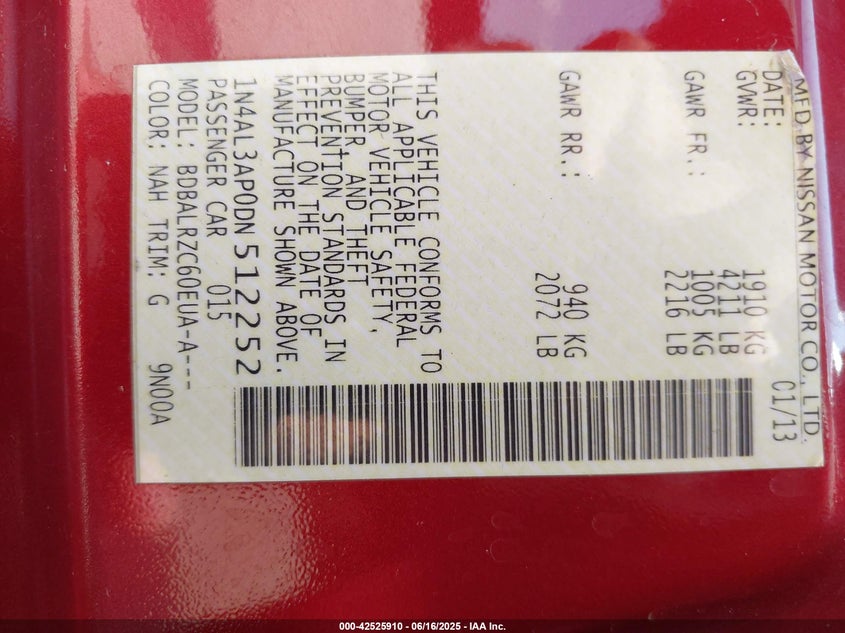 MFD BY NISSAN MOTOR CO., LTD.
DATE: 01/13
GVWR: 1910 KG
4211 LB
GAWR FR.: 1005 KG
2216 LB
GAWR RR.: 940 KG
2072 LB
THIS VEHICLE CONFORMS TO
ALL APPLICABLE FEDERAL
MOTOR VEHICLE SAFETY,
BUMPER AND THEFT
PREVENTION STANDARDS IN
EFFECT ON THE DATE OF
MANUFACTURE SHOWN ABOVE.
1N4AL3AP0DN512252
PASSENGER CAR 015
MODEL: BDBALRZC60EUA-A---
COLOR: NAH TRIM: G 9N00A
000-42525910 - 06/16/2025 - IAA Inc.